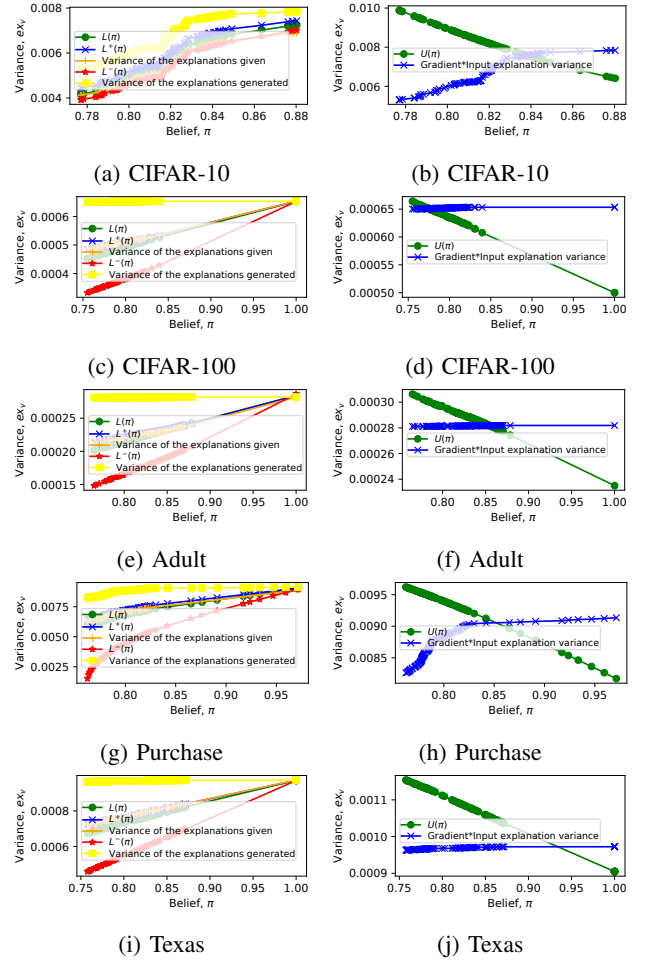 0.008
0.006
0.004
Variance, exᵥ
L(π)
L⁺(π)
Variance of the explanations given
L⁻(π)
Variance of the explanations generated
0.78 0.80 0.82 0.84 0.86 0.88
Belief, π
(a) CIFAR-10
0.010
0.008
0.006
Variance, exᵥ
U(π)
Gradient*Input explanation variance
0.78 0.80 0.82 0.84 0.86 0.88
Belief, π
(b) CIFAR-10
0.0006
0.0004
Variance, exᵥ
L(π)
L⁺(π)
Variance of the explanations given
L⁻(π)
Variance of the explanations generated
0.75 0.80 0.85 0.90 0.95 1.00
Belief, π
(c) CIFAR-100
0.00065
0.00060
0.00055
0.00050
Variance, exᵥ
U(π)
Gradient*Input explanation variance
0.75 0.80 0.85 0.90 0.95 1.00
Belief, π
(d) CIFAR-100
0.00025
0.00020
0.00015
Variance, exᵥ
L(π)
L⁺(π)
Variance of the explanations given
L⁻(π)
Variance of the explanations generated
0.80 0.85 0.90 0.95 1.00
Belief, π
(e) Adult
0.00030
0.00028
0.00026
0.00024
Variance, exᵥ
U(π)
Gradient*Input explanation variance
0.80 0.85 0.90 0.95 1.00
Belief, π
(f) Adult
0.0075
0.0050
0.0025
Variance, exᵥ
L(π)
L⁺(π)
Variance of the explanations given
L⁻(π)
Variance of the explanations generated
0.80 0.85 0.90 0.95
Belief, π
(g) Purchase
0.0095
0.0090
0.0085
Variance, exᵥ
U(π)
Gradient*Input explanation variance
0.80 0.85 0.90 0.95
Belief, π
(h) Purchase
0.0008
0.0006
Variance, exᵥ
L(π)
L⁺(π)
Variance of the explanations given
L⁻(π)
Variance of the explanations generated
0.80 0.85 0.90 0.95 1.00
Belief, π
(i) Texas
0.0011
0.0010
0.0009
Variance, exᵥ
U(π)
Gradient*Input explanation variance
0.75 0.80 0.85 0.90 0.95 1.00
Belief, π
(j) Texas